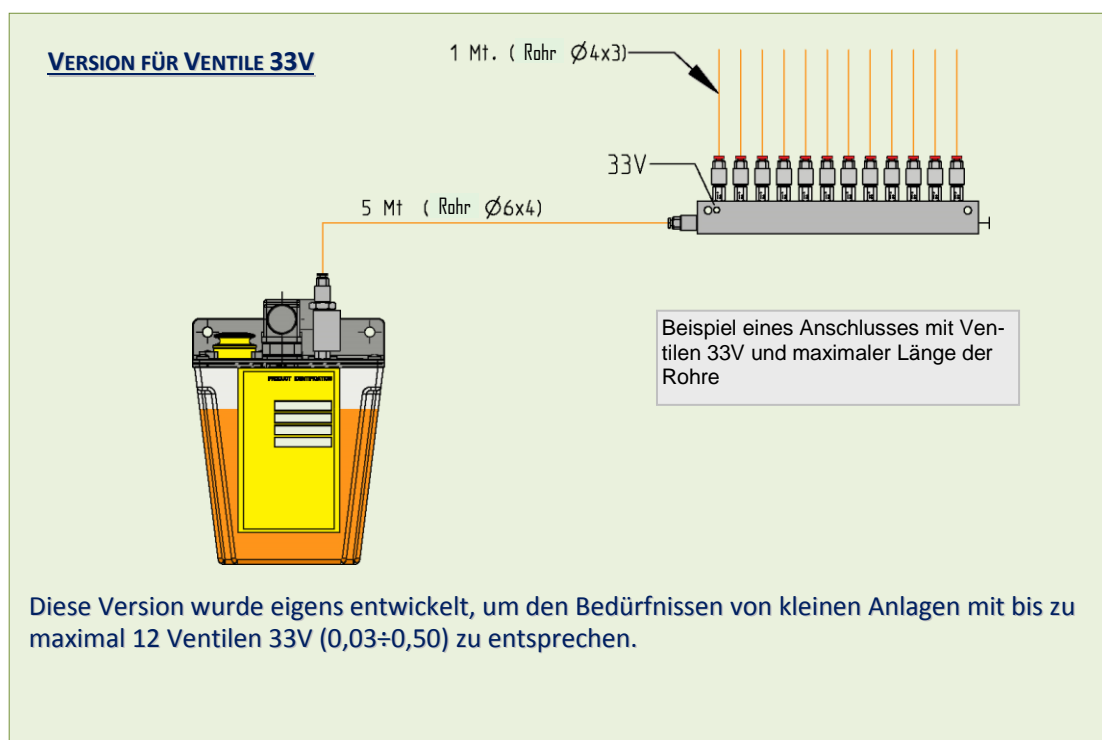 VERSION FÜR VENTILE 33V
1 Mt. ( Rohr Ø4x3)
33V
5 Mt ( Rohr Ø6x4)
PRODUCT IDENTIFICATION
Beispiel eines Anschlusses mit Ven-
tilen 33V und maximaler Länge der
Rohre
Diese Version wurde eigens entwickelt, um den Bedürfnissen von kleinen Anlagen mit bis zu
maximal 12 Ventilen 33V (0,03÷0,50) zu entsprechen.